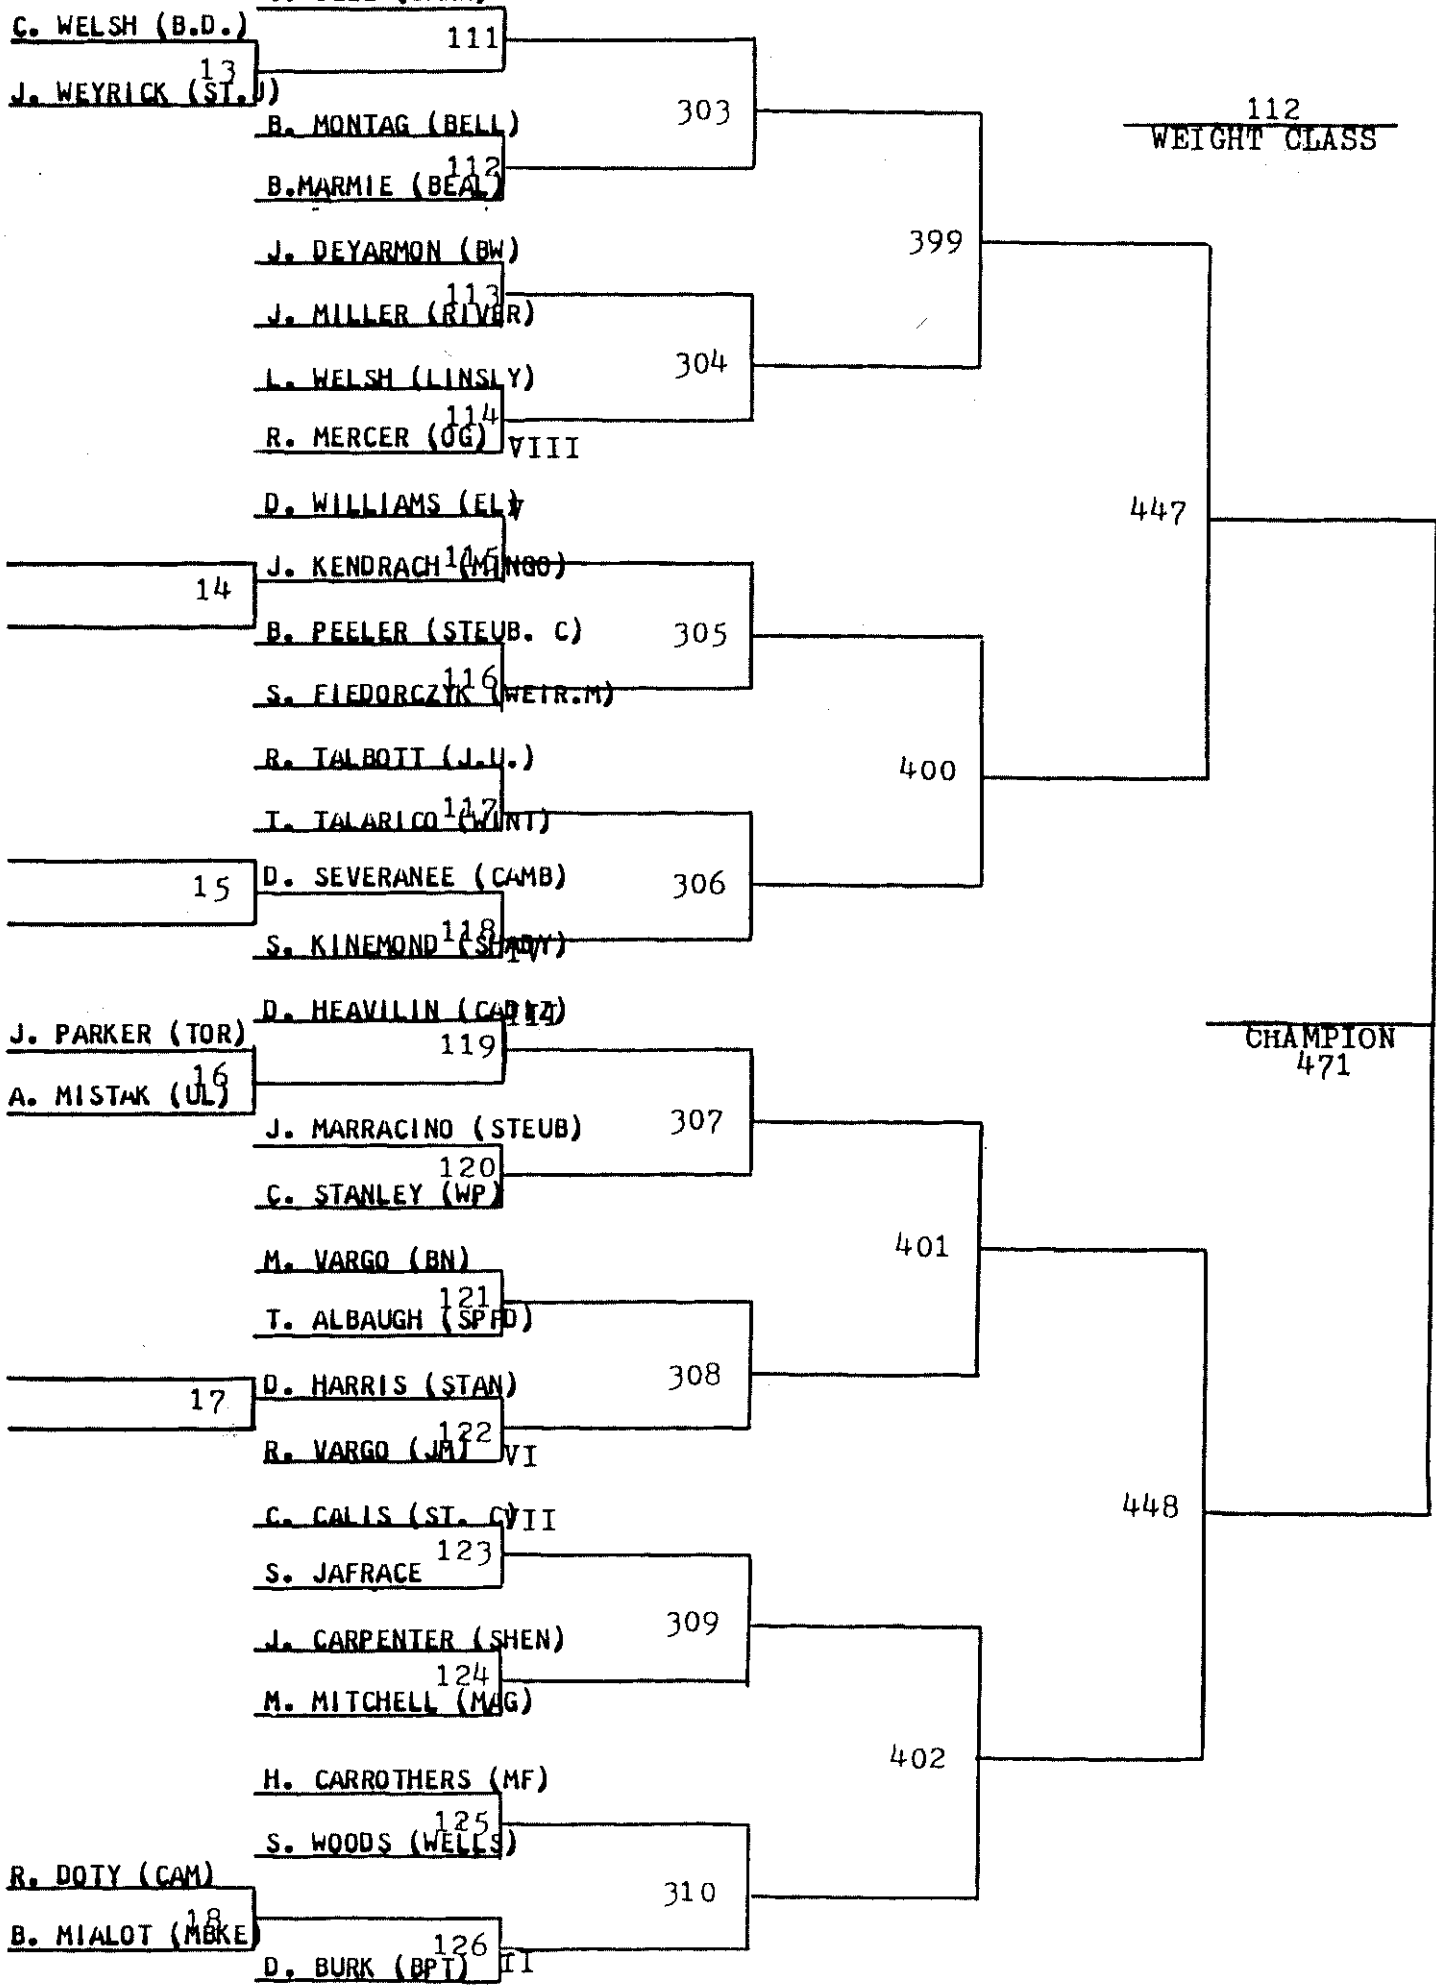 C. WELSH (B.D.)
111
13
J. WEYRICK (ST.J)
303
112
WEIGHT CLASS
B. MONTAG (BELL)
112
B.MARMIE (BEAL)
J. DEYARMON (BW)
399
113
J. MILLER (RIVER)
304
L. WELSH (LINSLY)
114
R. MERCER (OG) VIII
D. WILLIAMS (EL) V
447
115
J. KENDRACH (MINGO)
14
B. PEELER (STEUB. C)
305
116
S. FIEDORCZYK (WEIR.M)
R. TALBOTT (J.U.)
400
117
T. TALARICO (WINT)
15
D. SEVERANEE (CAMB)
306
118
S. KINEMOND (SHADY) IV
D. HEAVILIN (CADIZ) III
J. PARKER (TOR)
119
CHAMPION
471
16
A. MISTAK (UL)
J. MARRACINO (STEUB)
307
120
C. STANLEY (WP)
M. VARGO (BN)
401
121
T. ALBAUGH (SPFD)
17
D. HARRIS (STAN)
308
122
R. VARGO (JM) VI
C. CALIS (ST. C) VII
448
123
S. JAFRACE
J. CARPENTER (SHEN)
309
124
M. MITCHELL (MAG)
402
H. CARROTHERS (MF)
125
S. WOODS (WELLS)
R. DOTY (CAM)
310
18
B. MIALOT (MBKE)
126
D. BURK (BPT) II